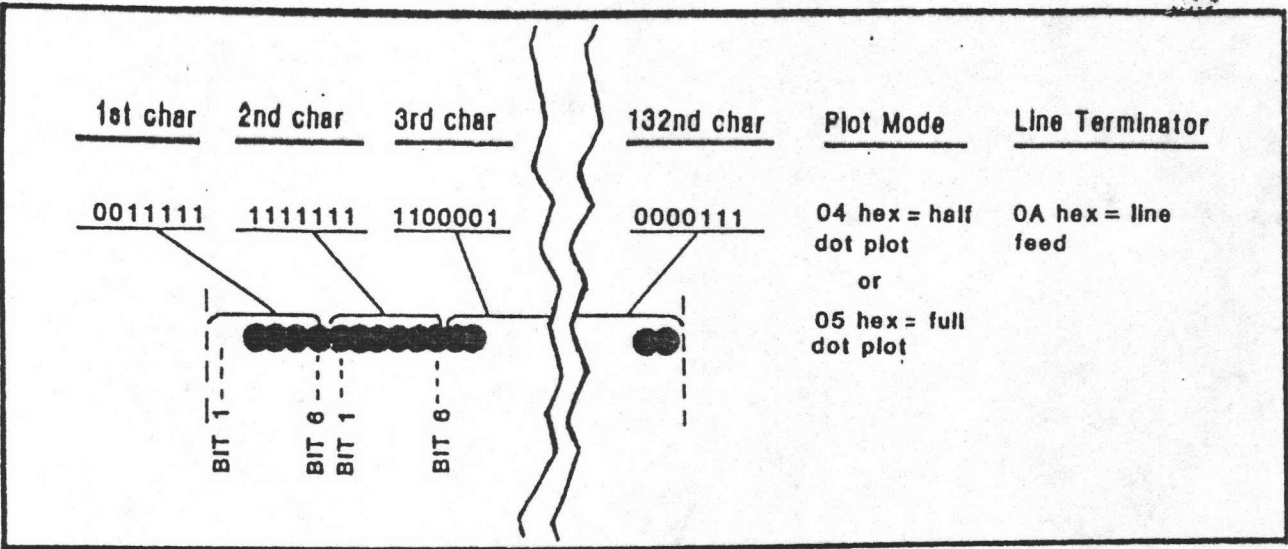 1st char 2nd char 3rd char 132nd char Plot Mode Line Terminator
0011111 1111111 1100001 0000111 04 hex = half 0A hex = line
dot plot feed
or
05 hex = full
dot plot
BIT 1 BIT 6 BIT 1 BIT 6